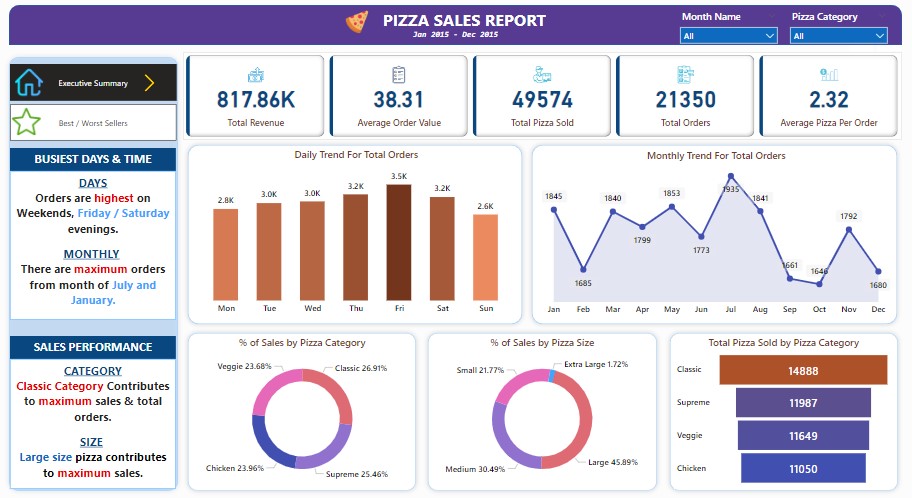 PIZZA SALES REPORT
Jan 2015 - Dec 2015
Month Name
All
Pizza Category
All
Executive Summary
Best / Worst Sellers
BUSIEST DAYS & TIME
DAYS
Orders are highest on
Weekends, Friday / Saturday
evenings.
MONTHLY
There are maximum orders
from month of July and
January.
SALES PERFORMANCE
CATEGORY
Classic Category Contributes
to maximum sales & total
orders.
SIZE
Large size pizza contributes
to maximum sales.
817.86K
Total Revenue
38.31
Average Order Value
49574
Total Pizza Sold
21350
Total Orders
2.32
Average Pizza Per Order
Daily Trend For Total Orders
2.8K
3.0K
3.0K
3.2K
3.5K
3.2K
2.6K
Mon Tue Wed Thu Fri Sat Sun
Monthly Trend For Total Orders
1845
1685
1840
1799
1853
1773
1935
1841
1661
1646
1792
1680
Jan Feb Mar Apr May Jun Jul Aug Sep Oct Nov Dec
% of Sales by Pizza Category
Veggie 23.68%
Classic 26.91%
Chicken 23.96%
Supreme 25.46%
% of Sales by Pizza Size
Small 21.77%
Extra Large 1.72%
Medium 30.49%
Large 45.89%
Total Pizza Sold by Pizza Category
Classic 14888
Supreme 11987
Veggie 11649
Chicken 11050